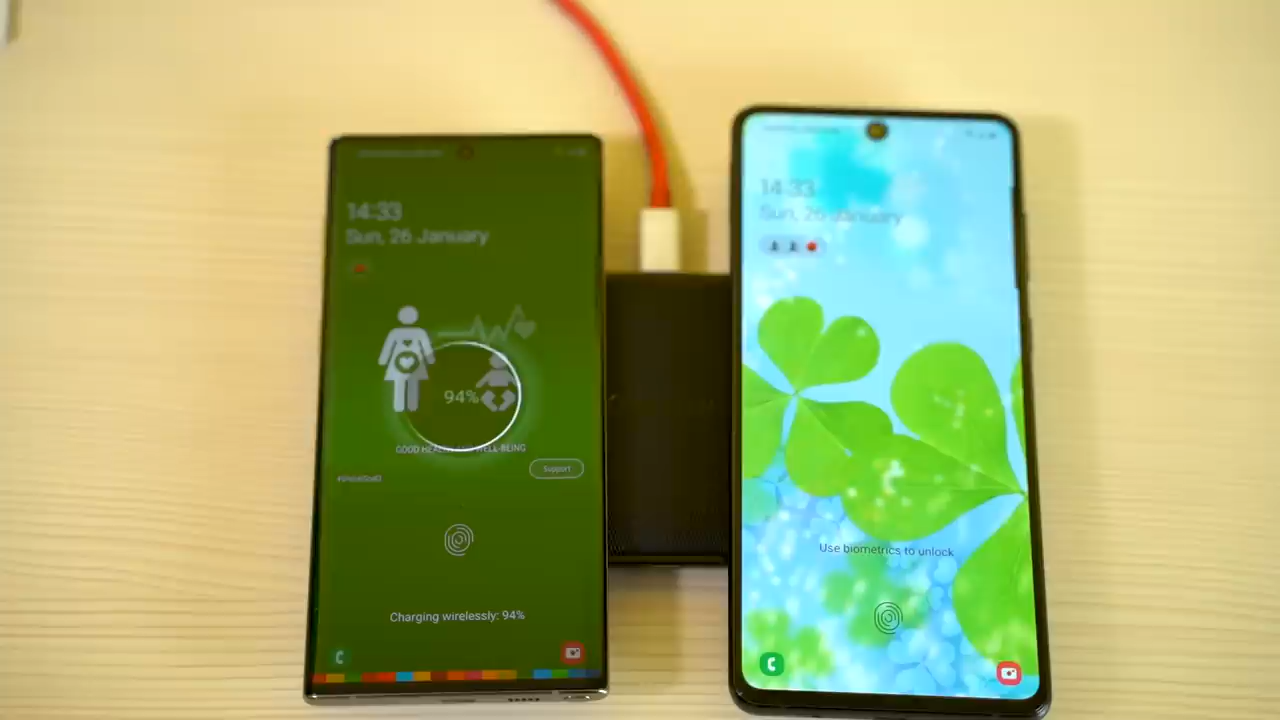 14:33
Sun, 26 January
94%
GOOD HEALTH AND WELL-BEING
Support
Charging wirelessly: 94%
14:33
Sun, 26 January
Use biometrics to unlock